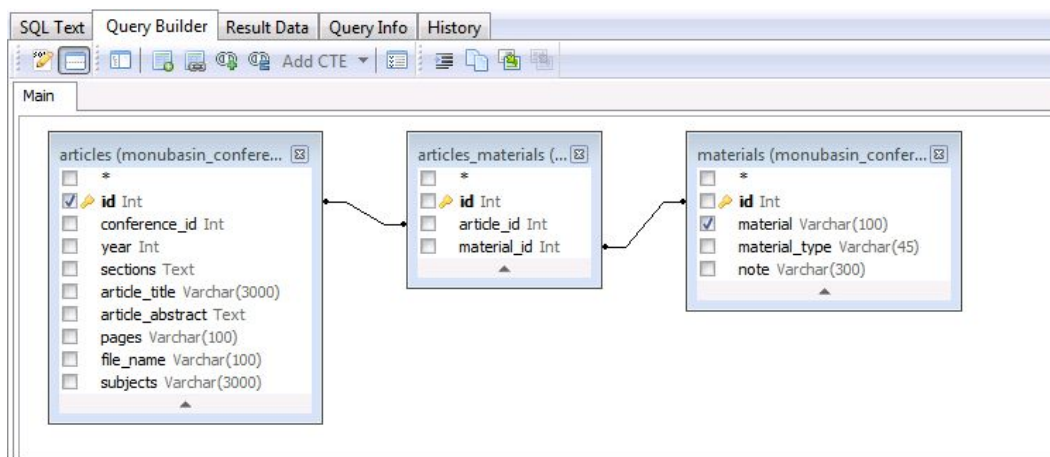 SQL Text Query Builder Result Data Query Info History
Add CTE
Main
articles (monubasin_confere...
*
id Int
conference_id Int
year Int
sections Text
article_title Varchar(3000)
article_abstract Text
pages Varchar(100)
file_name Varchar(100)
subjects Varchar(3000)
articles_materials (...
*
id Int
article_id Int
material_id Int
materials (monubasin_confer...
*
id Int
material Varchar(100)
material_type Varchar(45)
note Varchar(300)